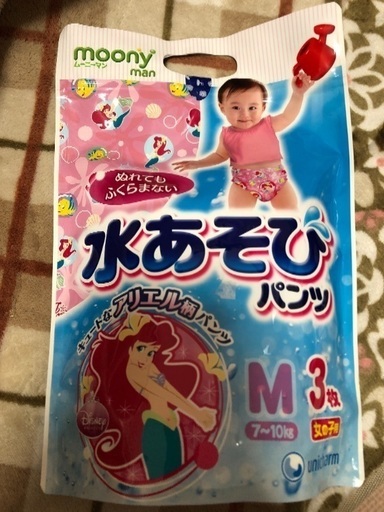 moony
ムーニーマン
man
ぬれても
ふくらまない
水あそび
パンツ
キュートなアリエル柄パンツ
M
7~10kg
3枚
女の子用
Disney
unicharm